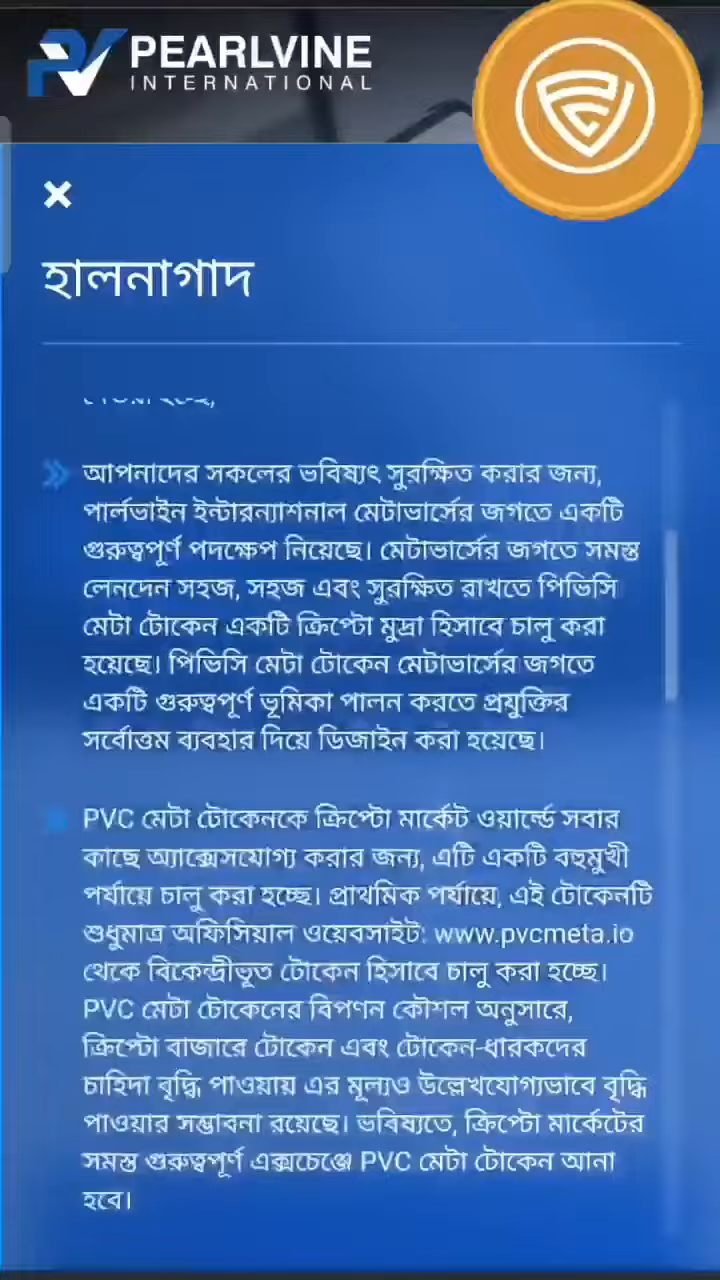 PEARLVINE
INTERNATIONAL
হালনাগাদ
আপনাদের সকলের ভবিষ্যৎ সুরক্ষিত করার জন্য,
পার্লভাইন ইন্টারন্যাশনাল মেটাভার্সের জগতে একটি
গুরুত্বপূর্ণ পদক্ষেপ নিয়েছে। মেটাভার্সের জগতে সমস্ত
লেনদেন সহজ, সহজ এবং সুরক্ষিত রাখতে পিভিসি
মেটা টোকেন একটি ক্রিপ্টো মুদ্রা হিসাবে চালু করা
হয়েছে। পিভিসি মেটা টোকেন মেটাভার্সের জগতে
একটি গুরুত্বপূর্ণ ভূমিকা পালন করতে প্রযুক্তির
সর্বোত্তম ব্যবহার দিয়ে ডিজাইন করা হয়েছে।
PVC মেটা টোকেনকে ক্রিপ্টো মার্কেট ওয়ার্ল্ডে সবার
কাছে অ্যাক্সেসযোগ্য করার জন্য, এটি একটি বহুমুখী
পর্যায়ে চালু করা হচ্ছে। প্রাথমিক পর্যায়ে, এই টোকেনটি
শুধুমাত্র অফিসিয়াল ওয়েবসাইট: www.pvcmeta.io
থেকে বিকেন্দ্রীভূত টোকেন হিসাবে চালু করা হচ্ছে।
PVC মেটা টোকেনের বিপণন কৌশল অনুসারে,
ক্রিপ্টো বাজারে টোকেন এবং টোকেন-ধারকদের
চাহিদা বৃদ্ধি পাওয়ায় এর মূল্যও উল্লেখযোগ্যভাবে বৃদ্ধি
পাওয়ার সম্ভাবনা রয়েছে। ভবিষ্যতে, ক্রিপ্টো মার্কেটের
সমস্ত গুরুত্বপূর্ণ এক্সচেঞ্জে PVC মেটা টোকেন আনা
হবে।